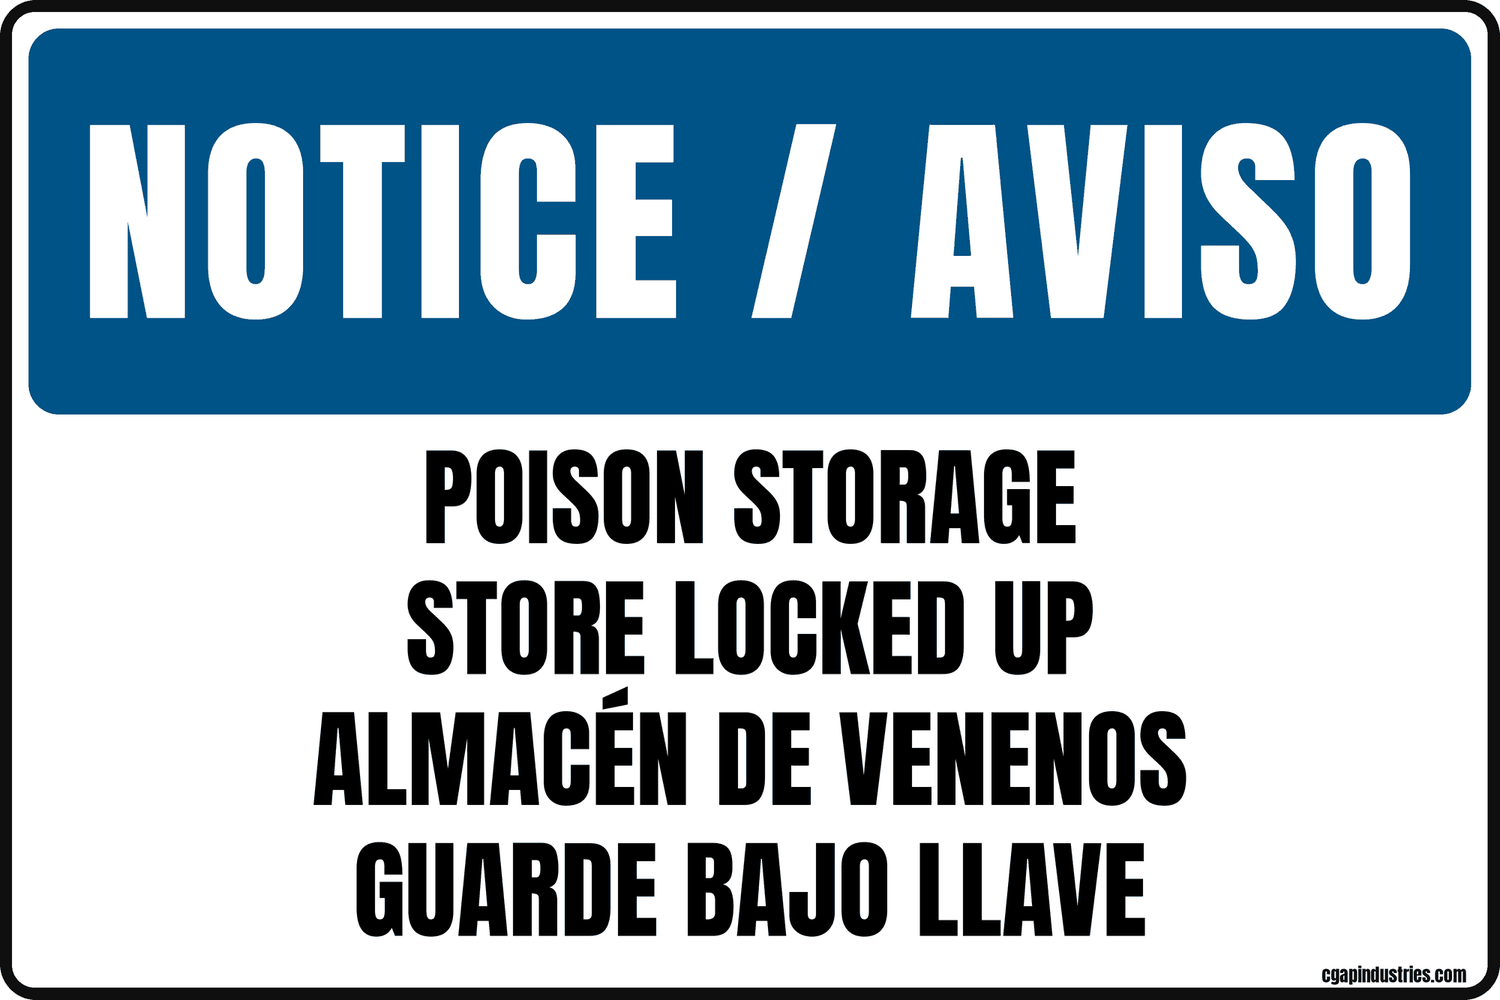 NOTICE / AVISO
POISON STORAGE
STORE LOCKED UP
ALMACÉN DE VENENOS
GUARDE BAJO LLAVE
cgapindustries.com